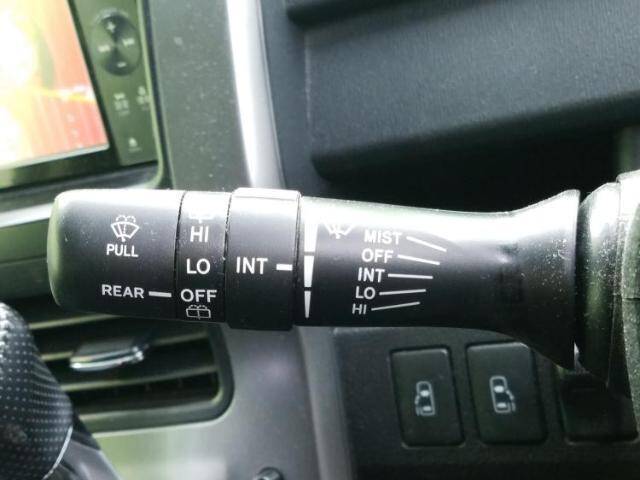 PULL
REAR
HI
LO
OFF
INT
MIST
OFF
INT
LO
HI